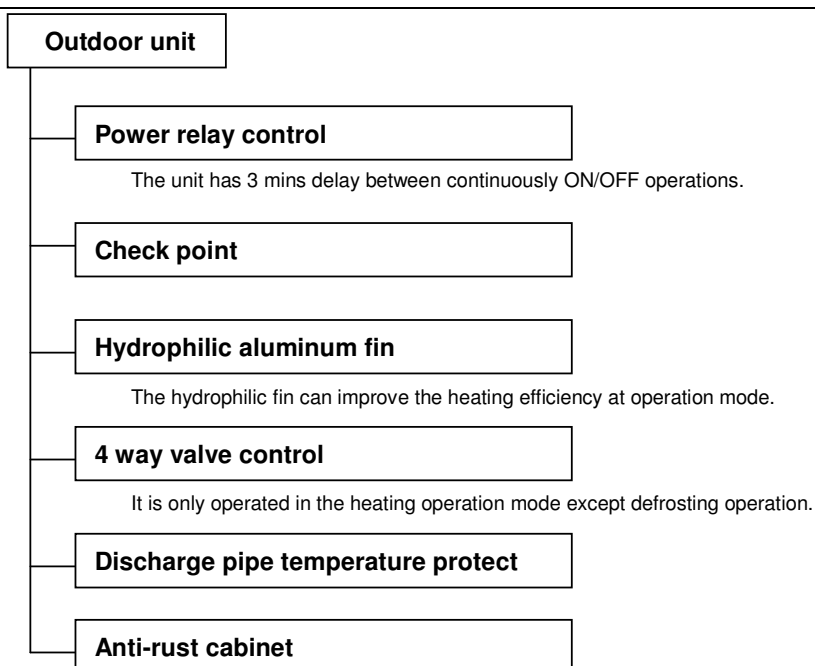 Outdoor unit
Power relay control
The unit has 3 mins delay between continuously ON/OFF operations.
Check point
Hydrophilic aluminum fin
The hydrophilic fin can improve the heating efficiency at operation mode.
4 way valve control
It is only operated in the heating operation mode except defrosting operation.
Discharge pipe temperature protect
Anti-rust cabinet